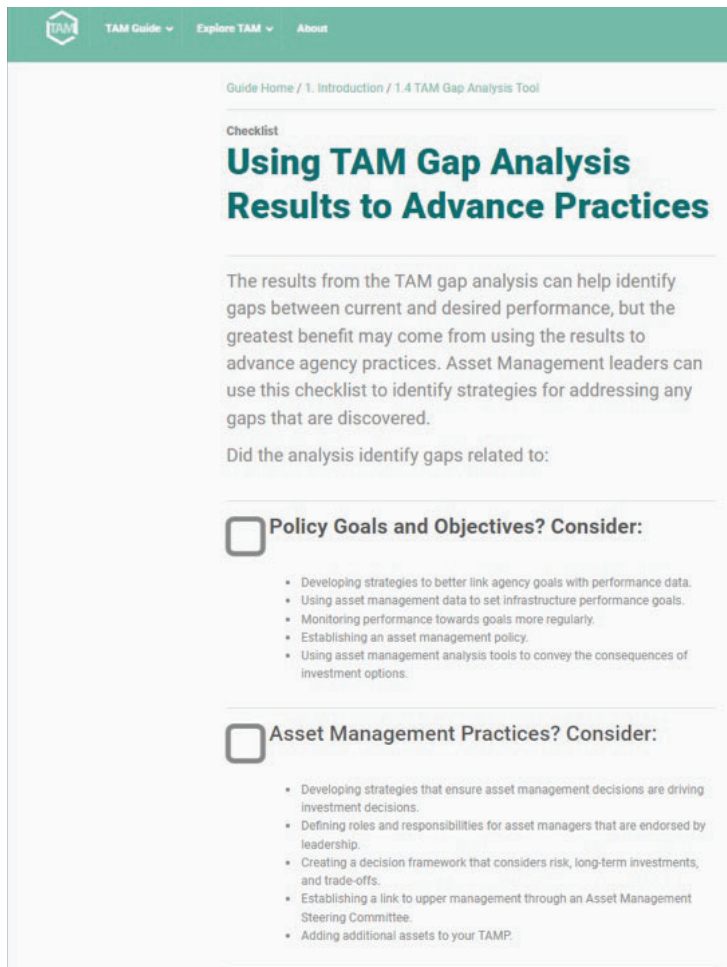 TAM
TAM Guide
Explore TAM
About
Guide Home / 1. Introduction / 1.4 TAM Gap Analysis Tool
Checklist
Using TAM Gap Analysis
Results to Advance Practices
The results from the TAM gap analysis can help identify
gaps between current and desired performance, but the
greatest benefit may come from using the results to
advance agency practices. Asset Management leaders can
use this checklist to identify strategies for addressing any
gaps that are discovered.
Did the analysis identify gaps related to:
Policy Goals and Objectives? Consider:
• Developing strategies to better link agency goals with performance data.
• Using asset management data to set infrastructure performance goals.
• Monitoring performance towards goals more regularly.
• Establishing an asset management policy.
• Using asset management analysis tools to convey the consequences of
investment options.
Asset Management Practices? Consider:
• Developing strategies that ensure asset management decisions are driving
investment decisions.
• Defining roles and responsibilities for asset managers that are endorsed by
leadership.
• Creating a decision framework that considers risk, long-term investments,
and trade-offs.
• Establishing a link to upper management through an Asset Management
Steering Committee.
• Adding additional assets to your TAMP.